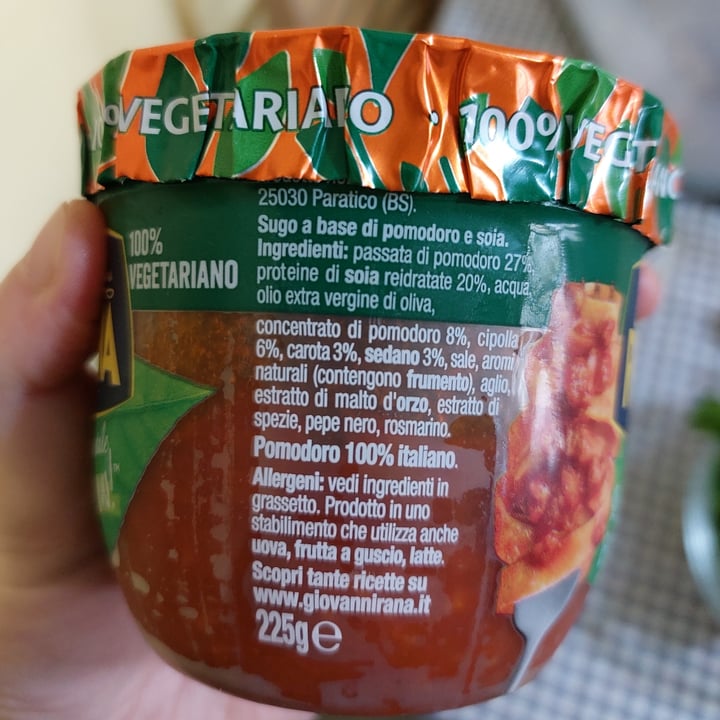 VEGETARIANO · 100% VEGET
25030 Paratico (BS).
Sugo a base di pomodoro e soia.
Ingredienti: passata di pomodoro 27%,
proteine di soia reidratate 20%, acqua,
olio extra vergine di oliva,
concentrato di pomodoro 8%, cipolla
6%, carota 3%, sedano 3%, sale, aromi
naturali (contengono frumento), aglio,
estratto di malto d'orzo, estratto di
spezie, pepe nero, rosmarino.
Pomodoro 100% italiano.
Allergeni: vedi ingredienti in
grassetto. Prodotto in uno
stabilimento che utilizza anche
uova, frutta a guscio, latte.
Scopri tante ricette su
www.giovannirana.it
225g e
100%
VEGETARIANO